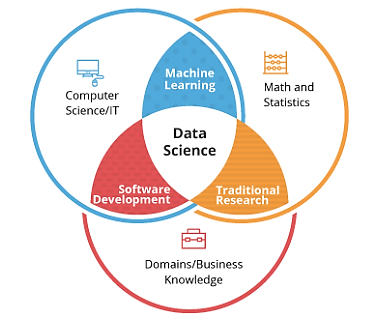 Machine
Learning
Computer
Science/IT
Math and
Statistics
Data
Science
Software
Development
Traditional
Research
Domains/Business
Knowledge